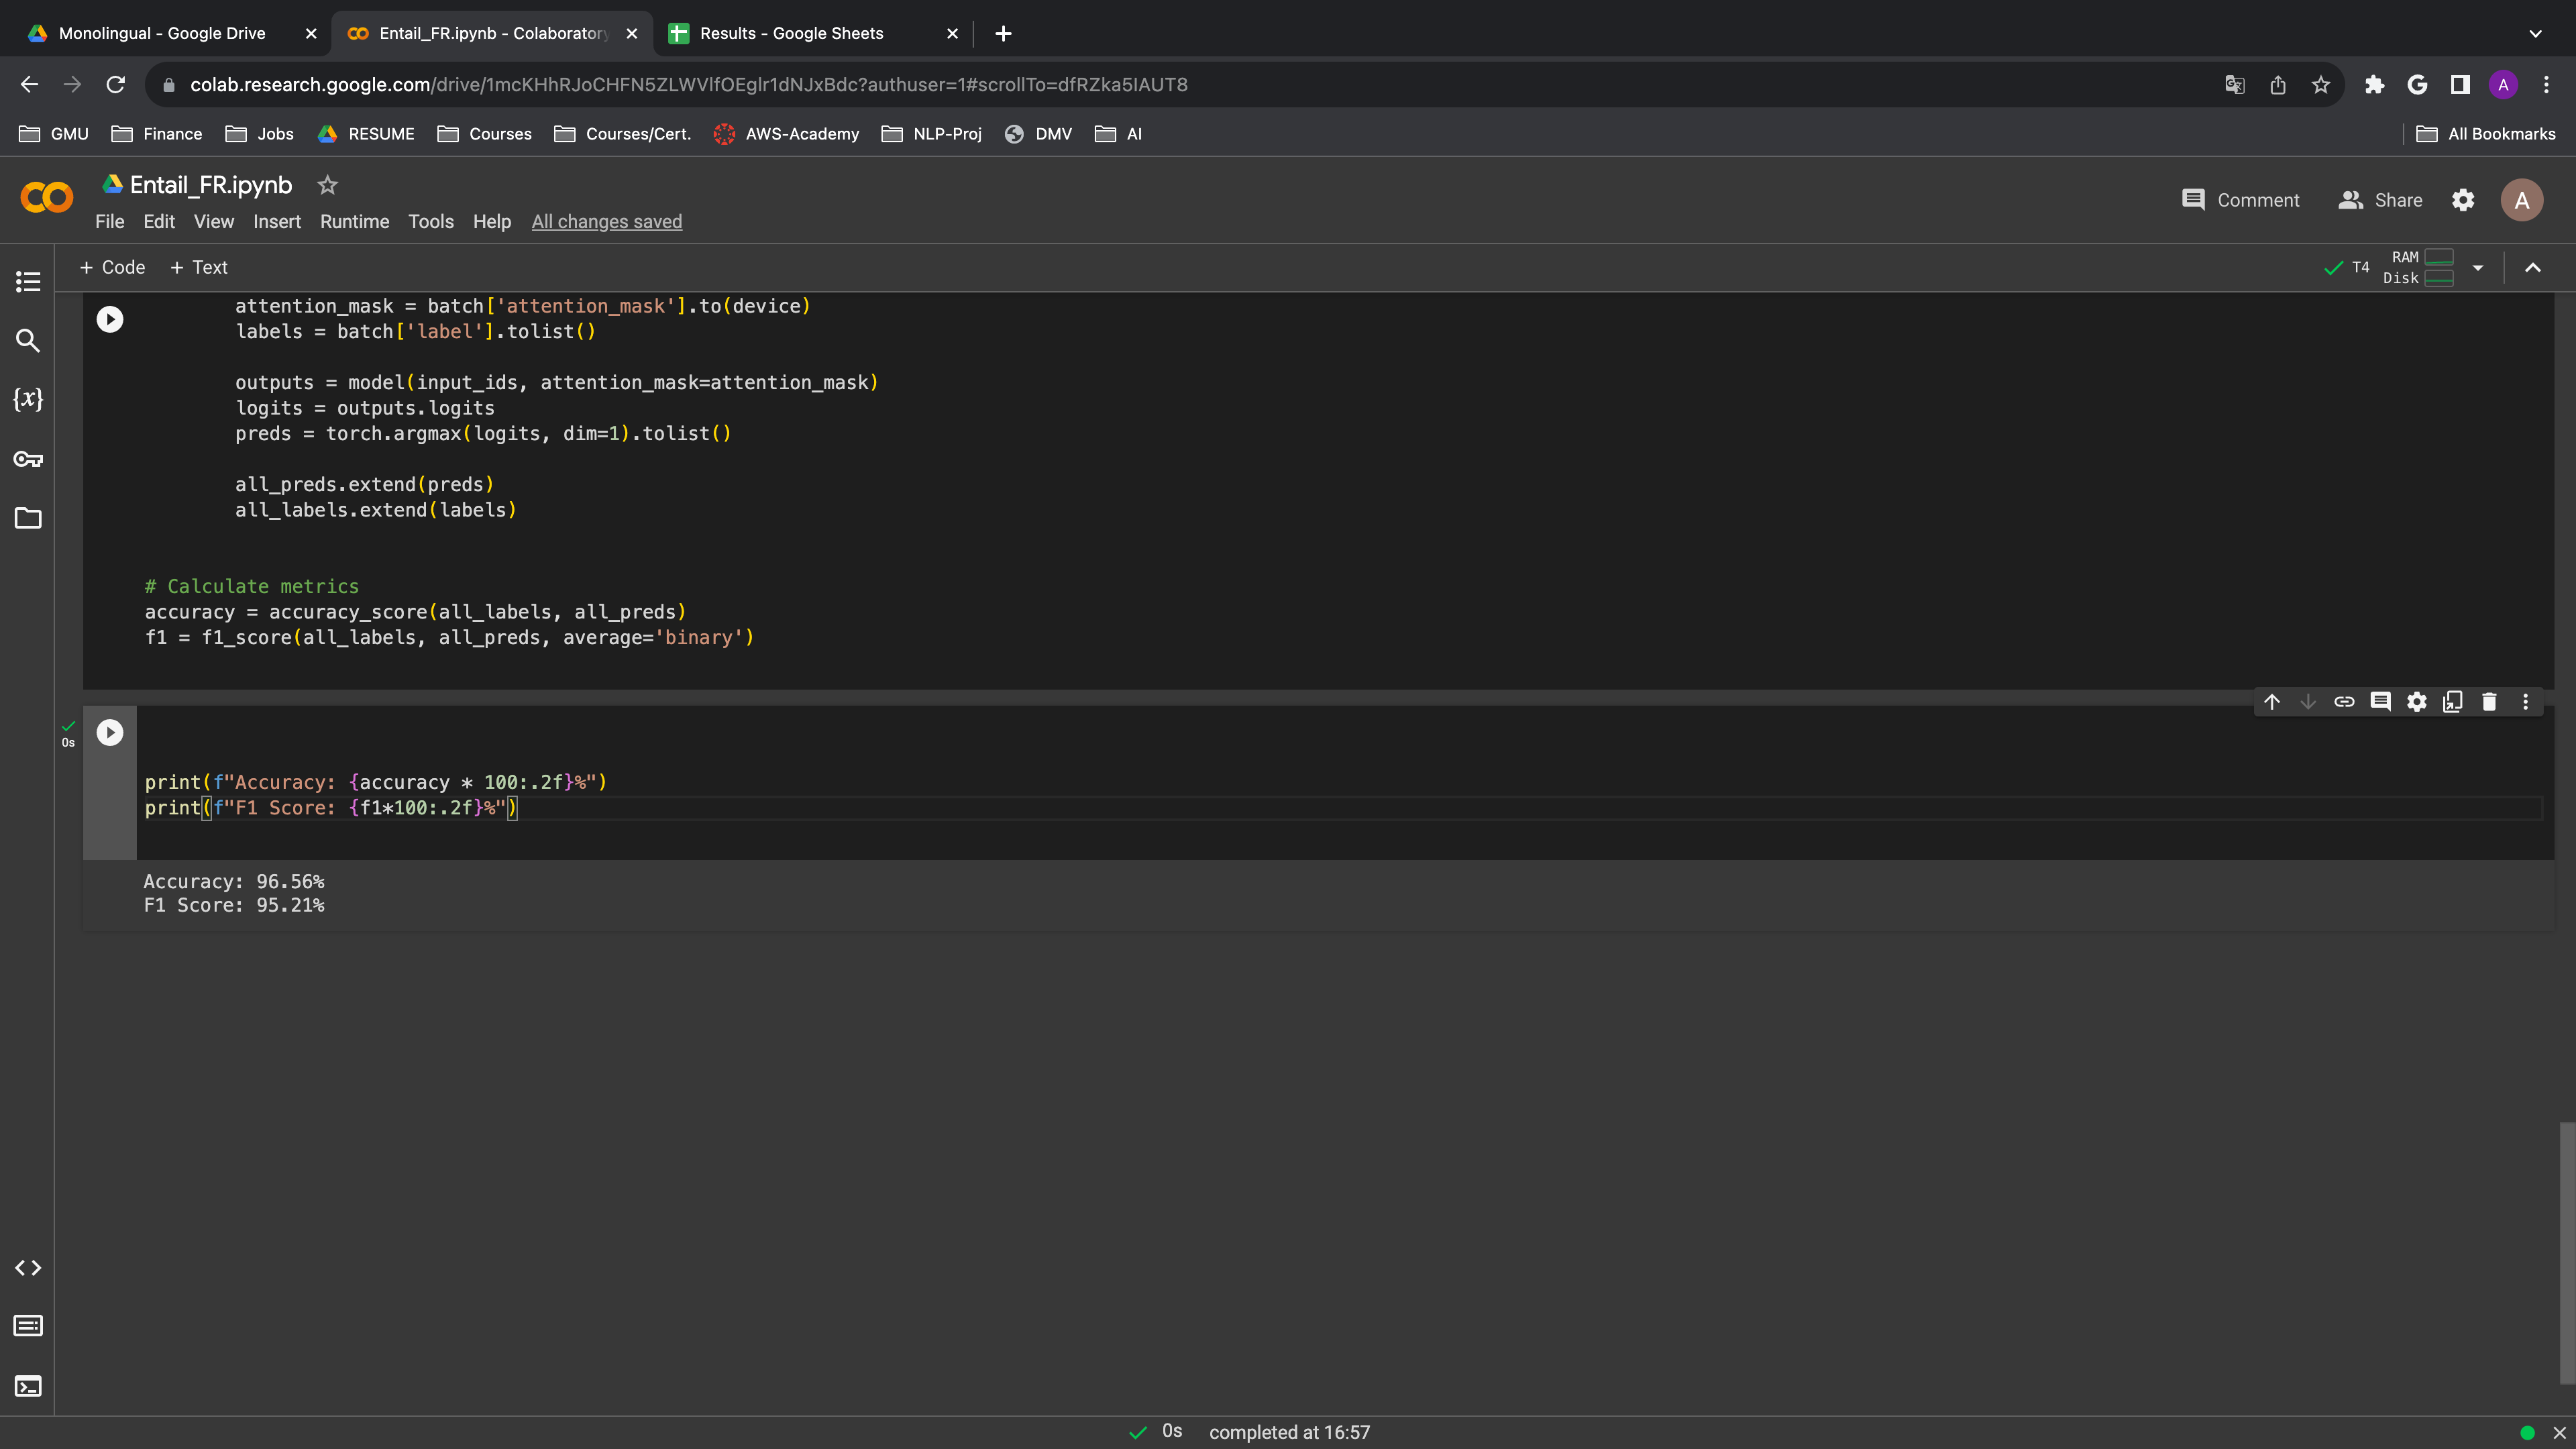 Monolingual - Google Drive
Entail_FR.ipynb - Colaboratory
Results - Google Sheets
colab.research.google.com/drive/1mcKHhRJoCHFN5ZLWVlfOEglr1dNJxBdc?authuser=1#scrollTo=dfRZka5IAUT8
A
GMU
Finance
Jobs
RESUME
Courses
Courses/Cert.
AWS-Academy
NLP-Proj
DMV
AI
All Bookmarks
Entail_FR.ipynb
File Edit View Insert Runtime Tools Help All changes saved
Comment
Share
A
+ Code + Text
T4
RAM
Disk
{x}
attention_mask = batch['attention_mask'].to(device)
labels = batch['label'].tolist()
outputs = model(input_ids, attention_mask=attention_mask)
logits = outputs.logits
preds = torch.argmax(logits, dim=1).tolist()
all_preds.extend(preds)
all_labels.extend(labels)
# Calculate metrics
accuracy = accuracy_score(all_labels, all_preds)
f1 = f1_score(all_labels, all_preds, average='binary')
0s
print(f"Accuracy: {accuracy * 100:.2f}%")
print(f"F1 Score: {f1*100:.2f}%")
Accuracy: 96.56%
F1 Score: 95.21%
0s completed at 16:57